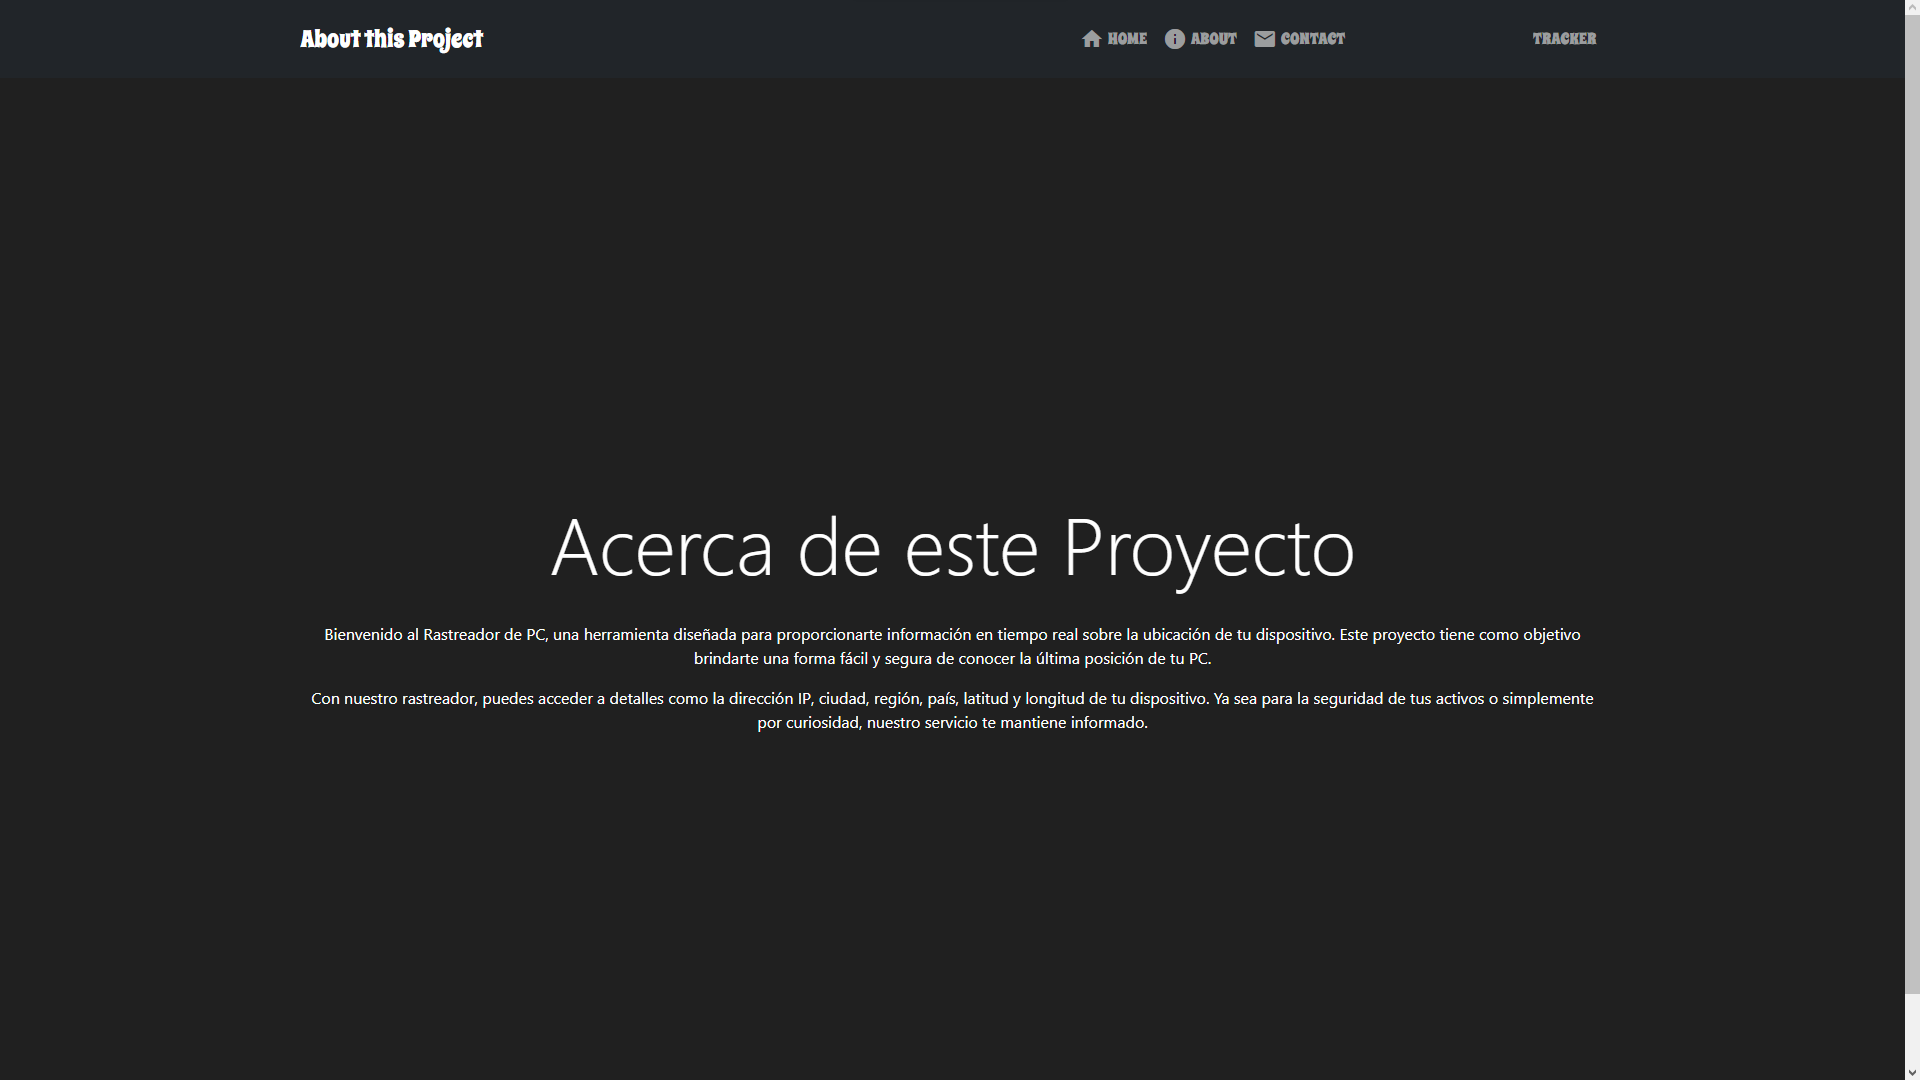 About this Project
HOME ABOUT CONTACT TRACKER
Acerca de este Proyecto
Bienvenido al Rastreador de PC, una herramienta diseñada para proporcionarte información en tiempo real sobre la ubicación de tu dispositivo. Este proyecto tiene como objetivo
brindarte una forma fácil y segura de conocer la última posición de tu PC.
Con nuestro rastreador, puedes acceder a detalles como la dirección IP, ciudad, región, país, latitud y longitud de tu dispositivo. Ya sea para la seguridad de tus activos o simplemente
por curiosidad, nuestro servicio te mantiene informado.